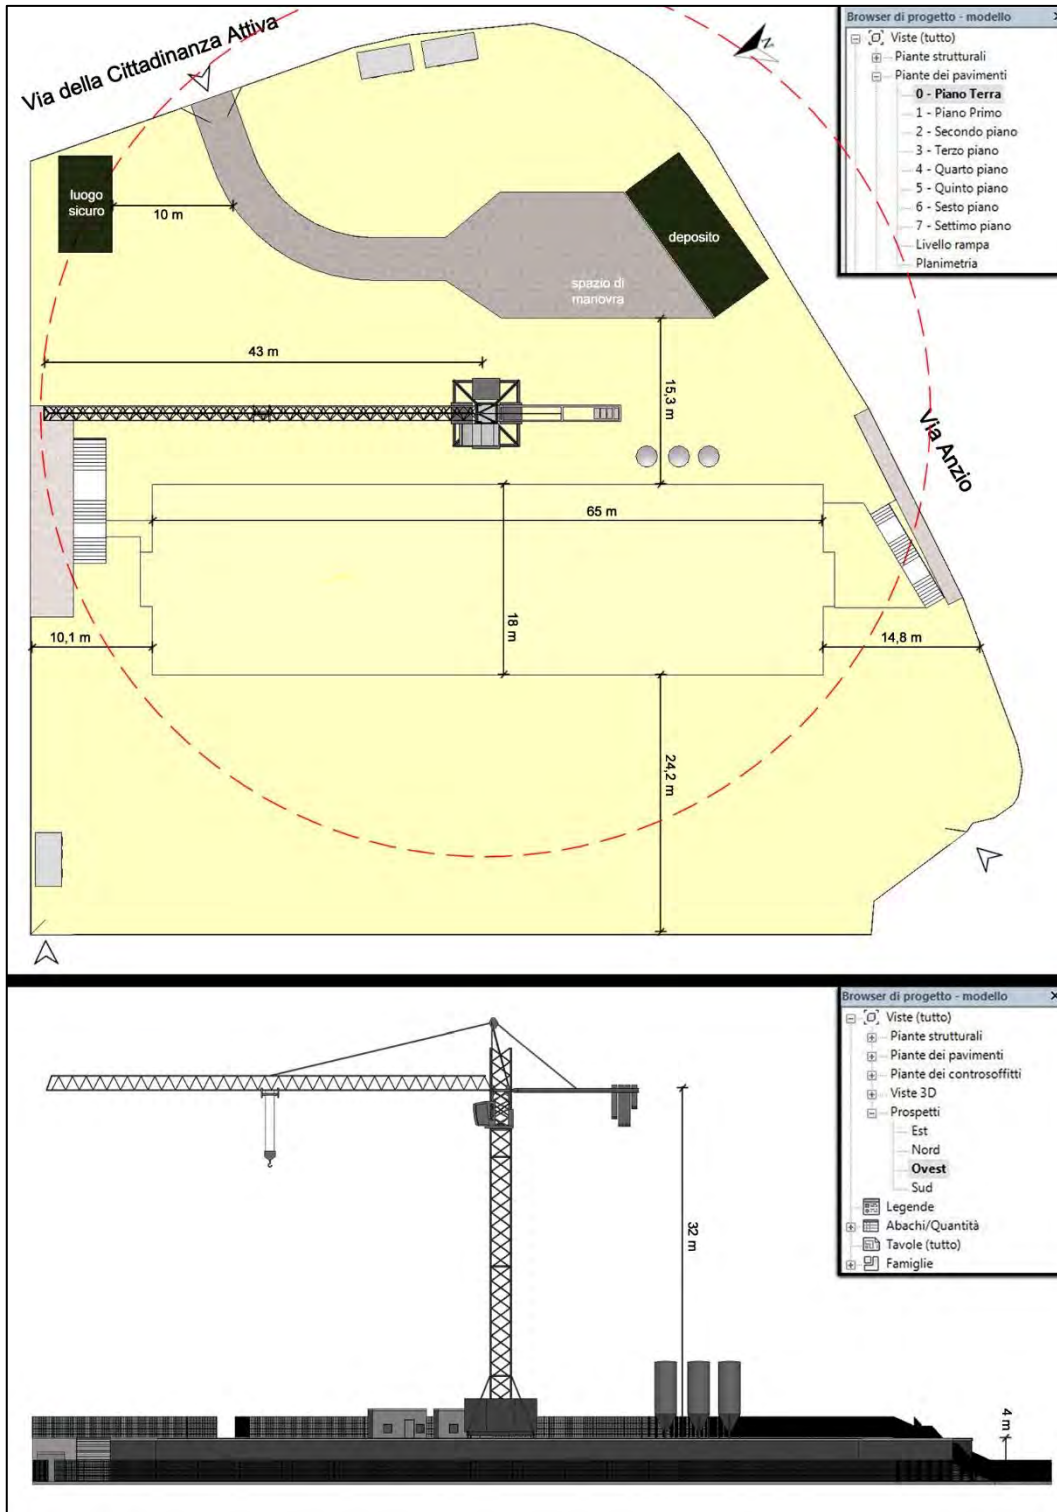 Via della Cittadinanza Attiva
N
Browser di progetto - modello
Viste (tutto)
Piante strutturali
Piante dei pavimenti
0 - Piano Terra
1 - Piano Primo
2 - Secondo piano
3 - Terzo piano
4 - Quarto piano
5 - Quinto piano
6 - Sesto piano
7 - Settimo piano
Livello rampa
Planimetria
luogo
sicuro
10 m
deposito
spazio di
manovra
43 m
15,3 m
Via Anzio
65 m
18 m
10,1 m
14,8 m
24,2 m
Browser di progetto - modello
Viste (tutto)
Piante strutturali
Piante dei pavimenti
Piante dei controsoffitti
Viste 3D
Prospetti
Est
Nord
Ovest
Sud
Legende
Abachi/Quantità
Tavole (tutto)
Famiglie
32 m
4 m